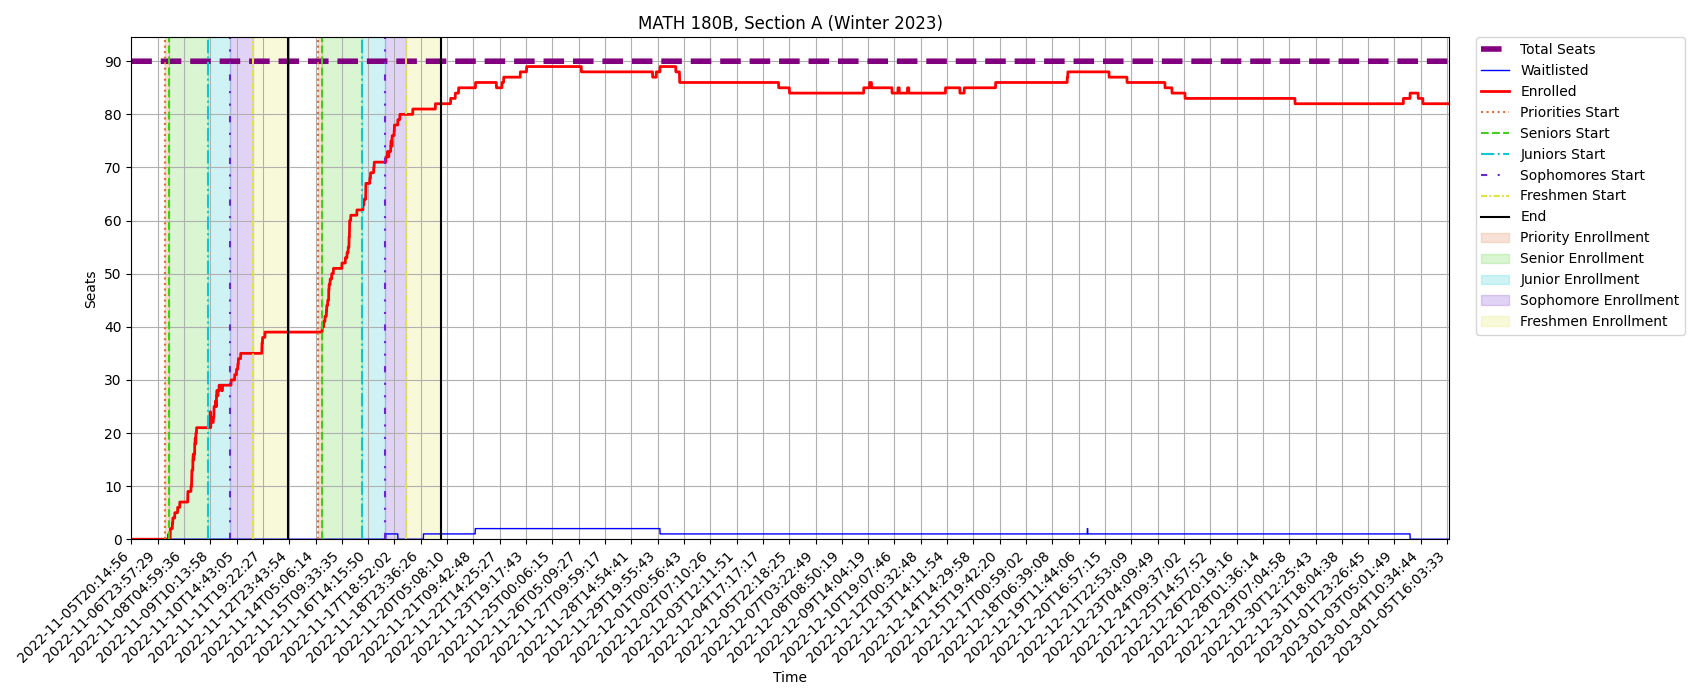 MATH 180B, Section A (Winter 2023)
Seats
90
80
70
60
50
40
30
20
10
0
2022-11-05T20:14:56
2022-11-06T23:57:29
2022-11-08T04:59:36
2022-11-09T10:13:58
2022-11-10T14:43:05
2022-11-11T19:22:27
2022-11-12T23:43:54
2022-11-14T05:06:14
2022-11-15T09:33:35
2022-11-16T14:15:50
2022-11-17T18:52:02
2022-11-18T23:36:26
2022-11-20T05:08:10
2022-11-21T09:42:48
2022-11-22T14:25:27
2022-11-23T19:17:43
2022-11-25T00:06:15
2022-11-26T05:09:27
2022-11-27T09:59:17
2022-11-28T14:54:41
2022-11-29T19:55:43
2022-12-01T00:56:43
2022-12-02T07:10:26
2022-12-03T12:11:51
2022-12-04T17:17:17
2022-12-05T22:18:25
2022-12-07T03:22:49
2022-12-08T08:50:19
2022-12-09T14:04:19
2022-12-10T19:07:46
2022-12-12T00:32:48
2022-12-13T14:11:54
2022-12-14T14:29:58
2022-12-15T19:42:20
2022-12-17T00:59:02
2022-12-18T06:39:08
2022-12-19T11:44:06
2022-12-20T16:57:15
2022-12-21T22:53:09
2022-12-23T04:09:49
2022-12-24T09:37:02
2022-12-25T14:57:52
2022-12-26T20:19:16
2022-12-28T01:36:14
2022-12-29T07:04:58
2022-12-30T12:25:43
2022-12-31T18:04:38
2023-01-01T23:26:45
2023-01-03T05:01:49
2023-01-04T10:34:44
2023-01-05T16:03:33
Time
Total Seats
Waitlisted
Enrolled
Priorities Start
Seniors Start
Juniors Start
Sophomores Start
Freshmen Start
End
Priority Enrollment
Senior Enrollment
Junior Enrollment
Sophomore Enrollment
Freshmen Enrollment